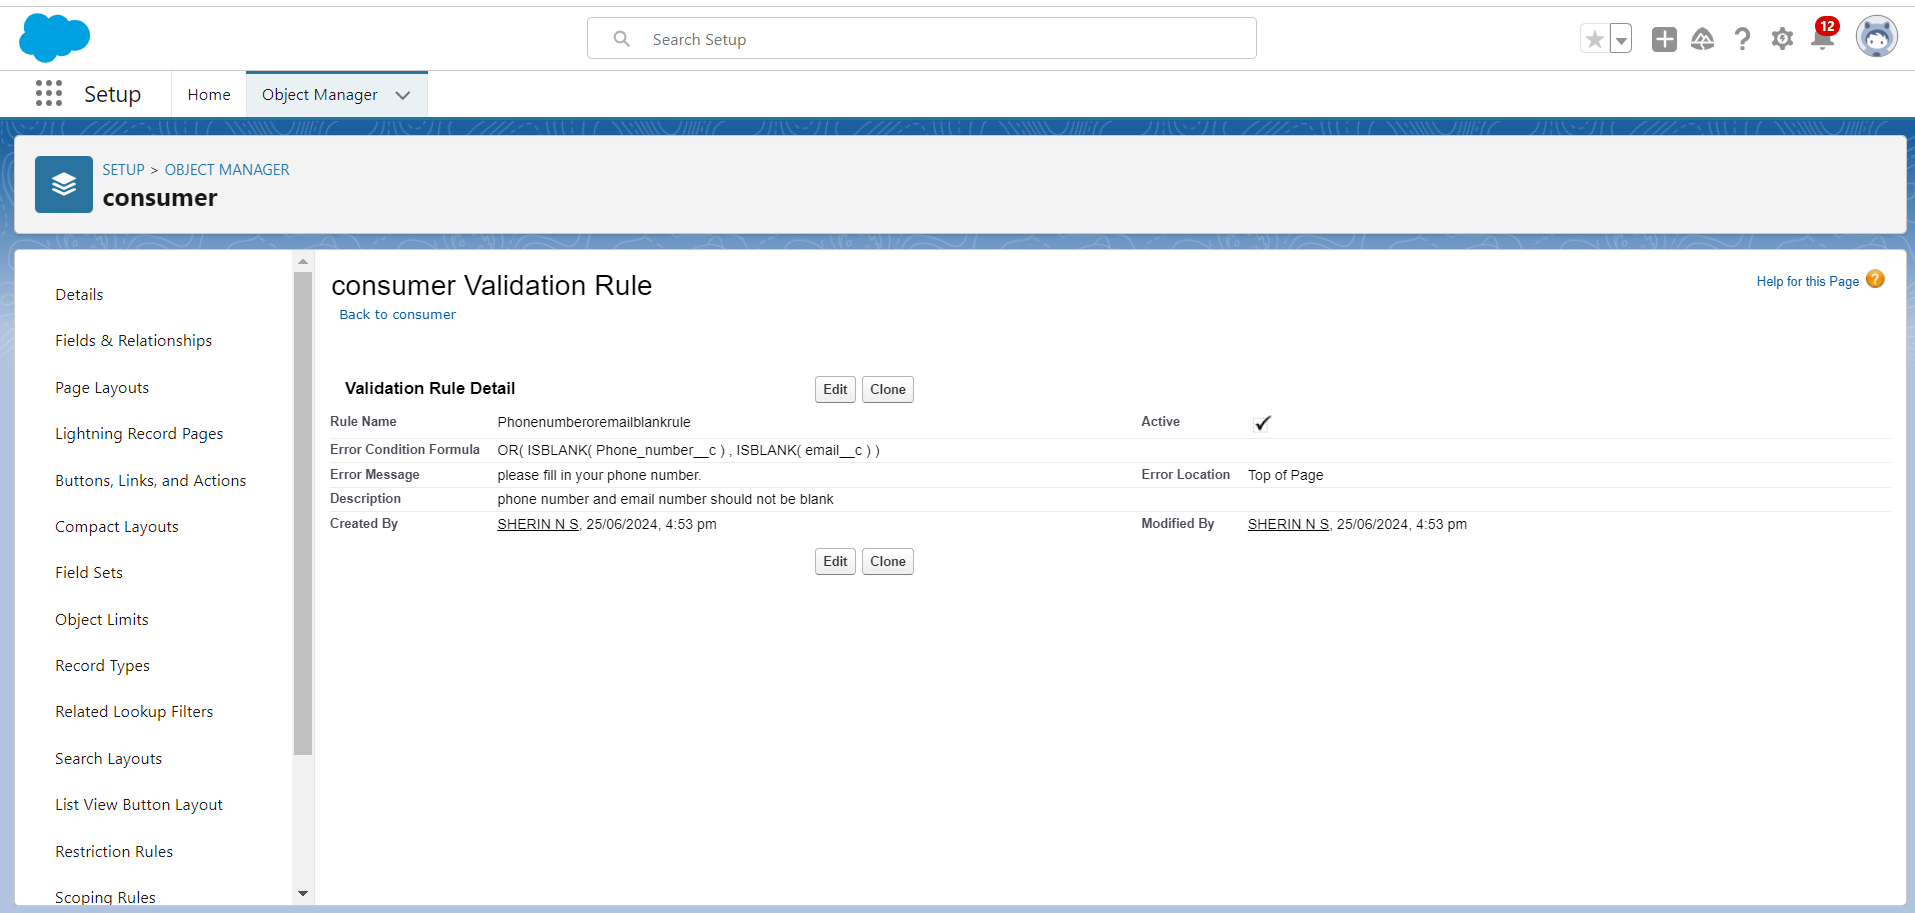 Search Setup
12
Setup
Home
Object Manager
SETUP > OBJECT MANAGER
consumer
Details
Fields & Relationships
Page Layouts
Lightning Record Pages
Buttons, Links, and Actions
Compact Layouts
Field Sets
Object Limits
Record Types
Related Lookup Filters
Search Layouts
List View Button Layout
Restriction Rules
Scoping Rules
consumer Validation Rule
Help for this Page ?
Back to consumer
Validation Rule Detail
Edit Clone
Rule Name Phonenumberoremailblankrule Active
Error Condition Formula OR( ISBLANK( Phone_number__c ) , ISBLANK( email__c ) )
Error Message please fill in your phone number. Error Location Top of Page
Description phone number and email number should not be blank
Created By SHERIN N S, 25/06/2024, 4:53 pm Modified By SHERIN N S, 25/06/2024, 4:53 pm
Edit Clone